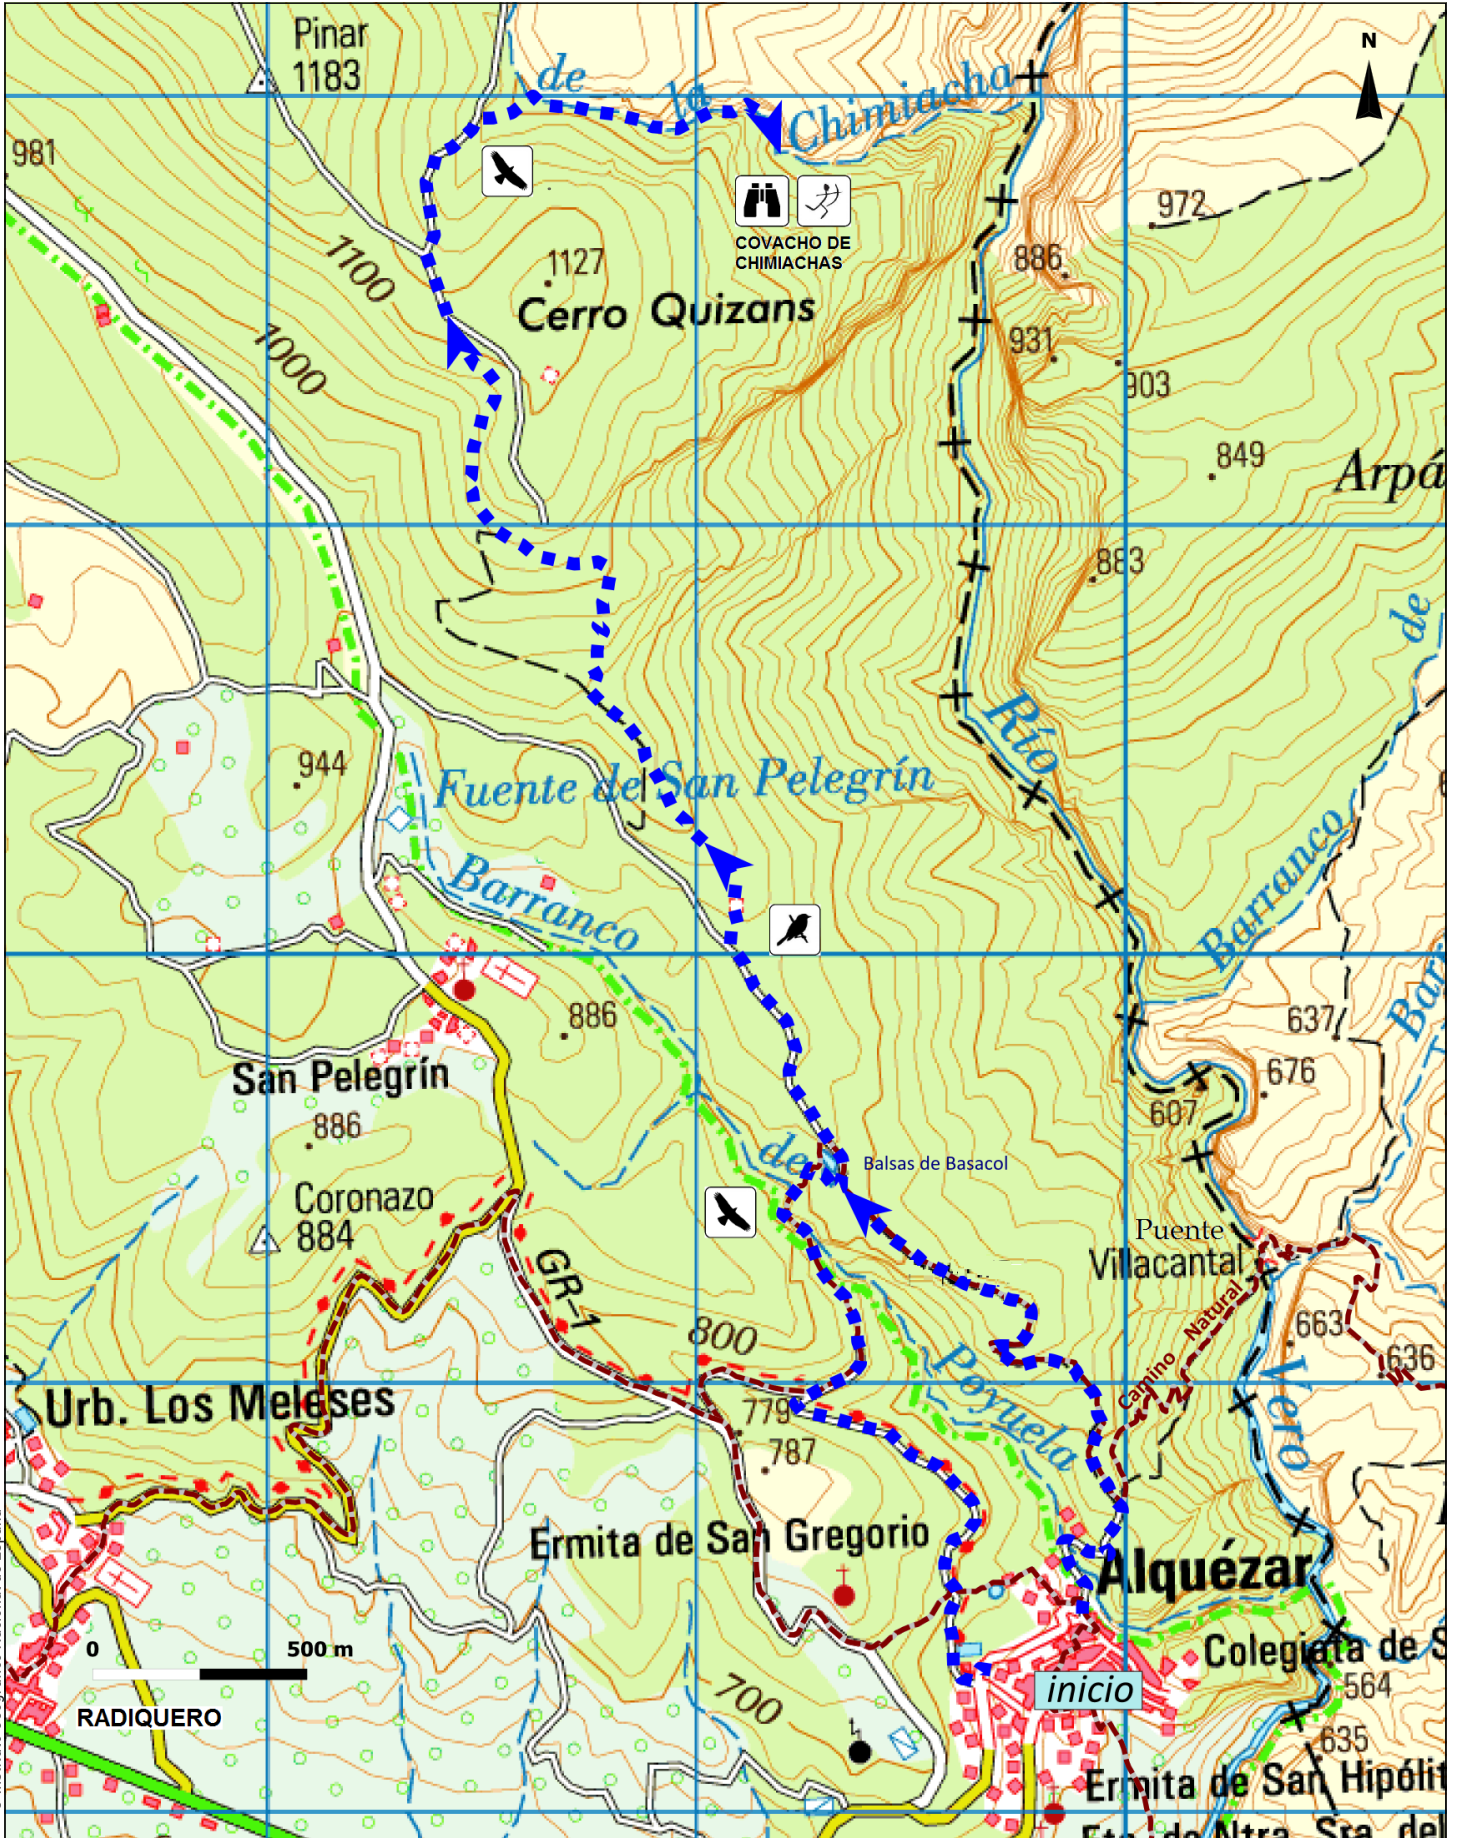 Pinar
1183
de
la
Chimiacha
N
981
972
COVACHO DE
CHIMIACHAS
886
1100
1127
Cerro Quizans
931
903
1000
849
Arpá
883
de
Río
944
Fuente de San Pelegrín
Barranco
Barranco
Barr
886
637
San Pelegrín
676
607
886
de
Balsas de Basacol
Coronazo
884
Puente
Villacantal
GR-1
Natural
Camino
663
800
636
Poyuela
Vero
Urb. Los Meleses
779
787
Ermita de San Gregorio
Alquézar
0 500 m
Colegiata de S
564
inicio
700
RADIQUERO
635
Ermita de San Hipólit
Ntra. Sra. del